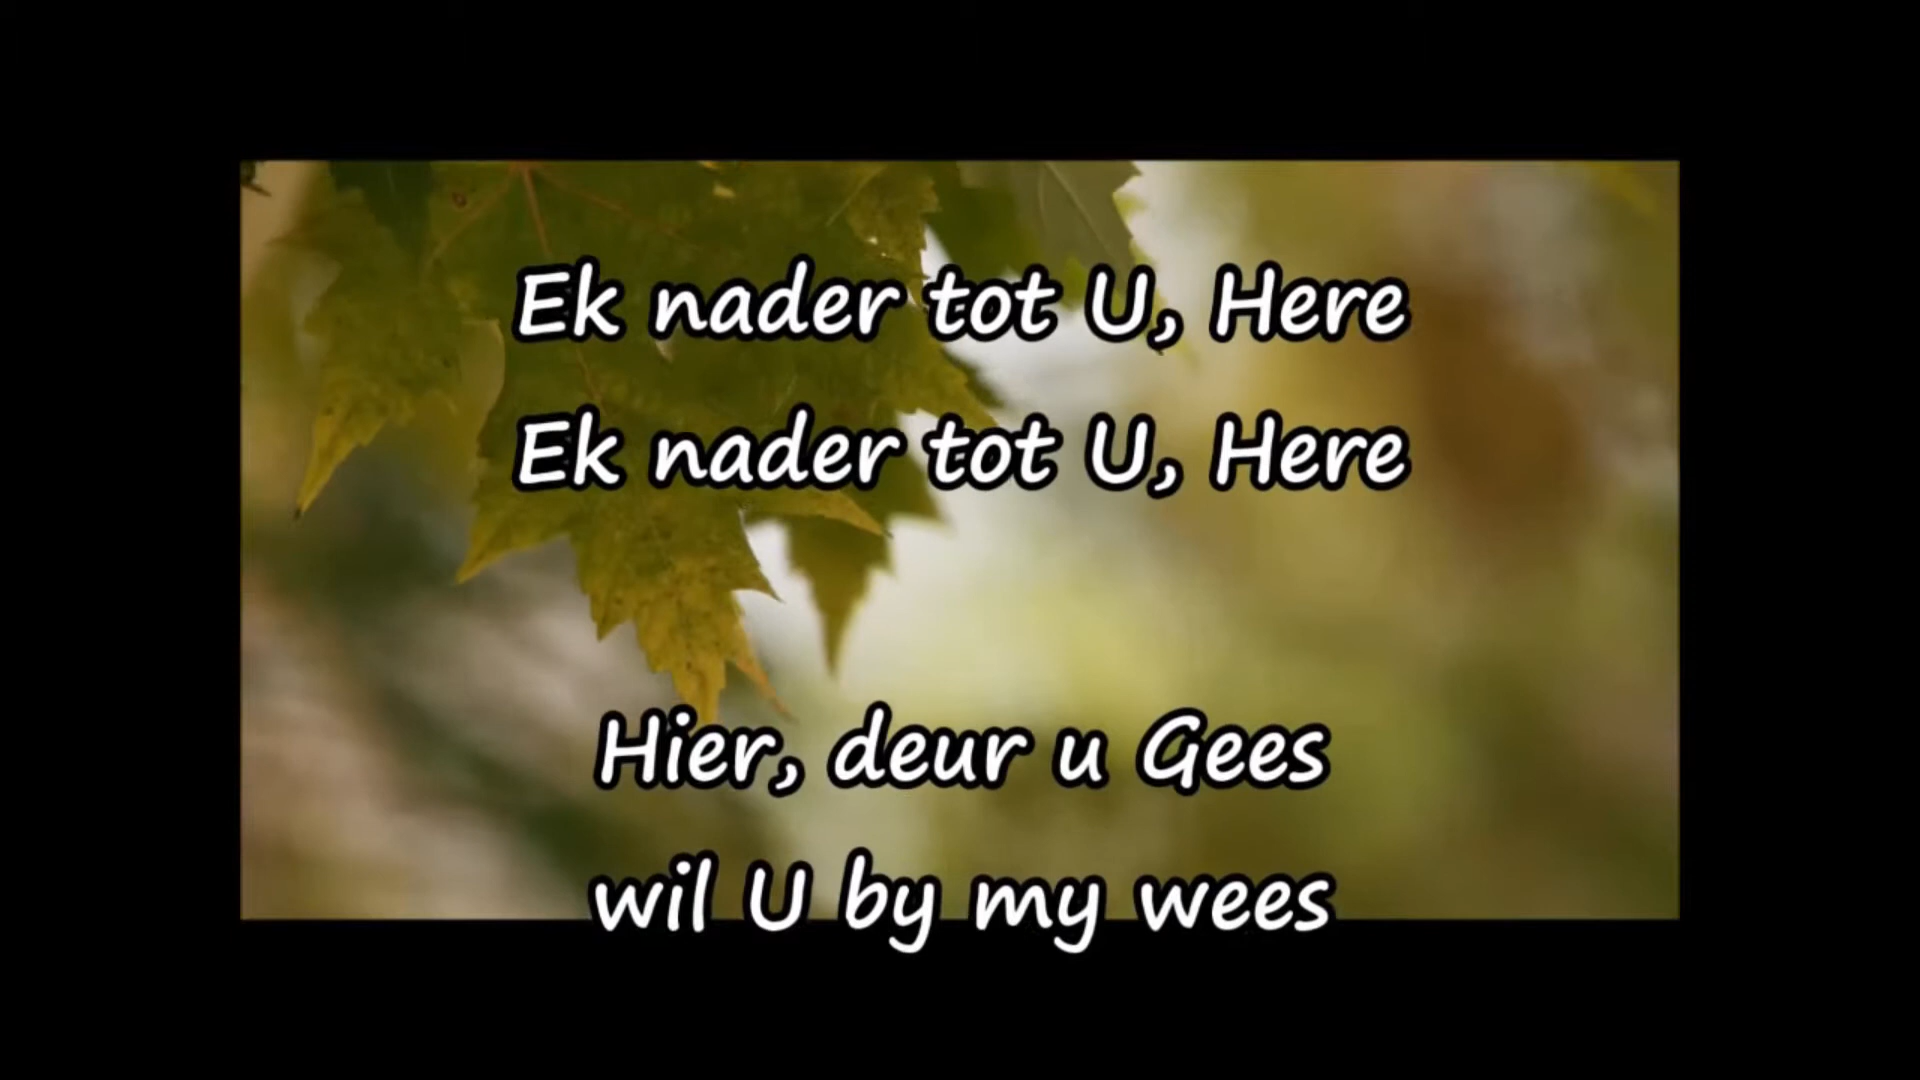 Ek nader tot U, Here
Ek nader tot U, Here
Hier, deur u Gees
wil U by my wees